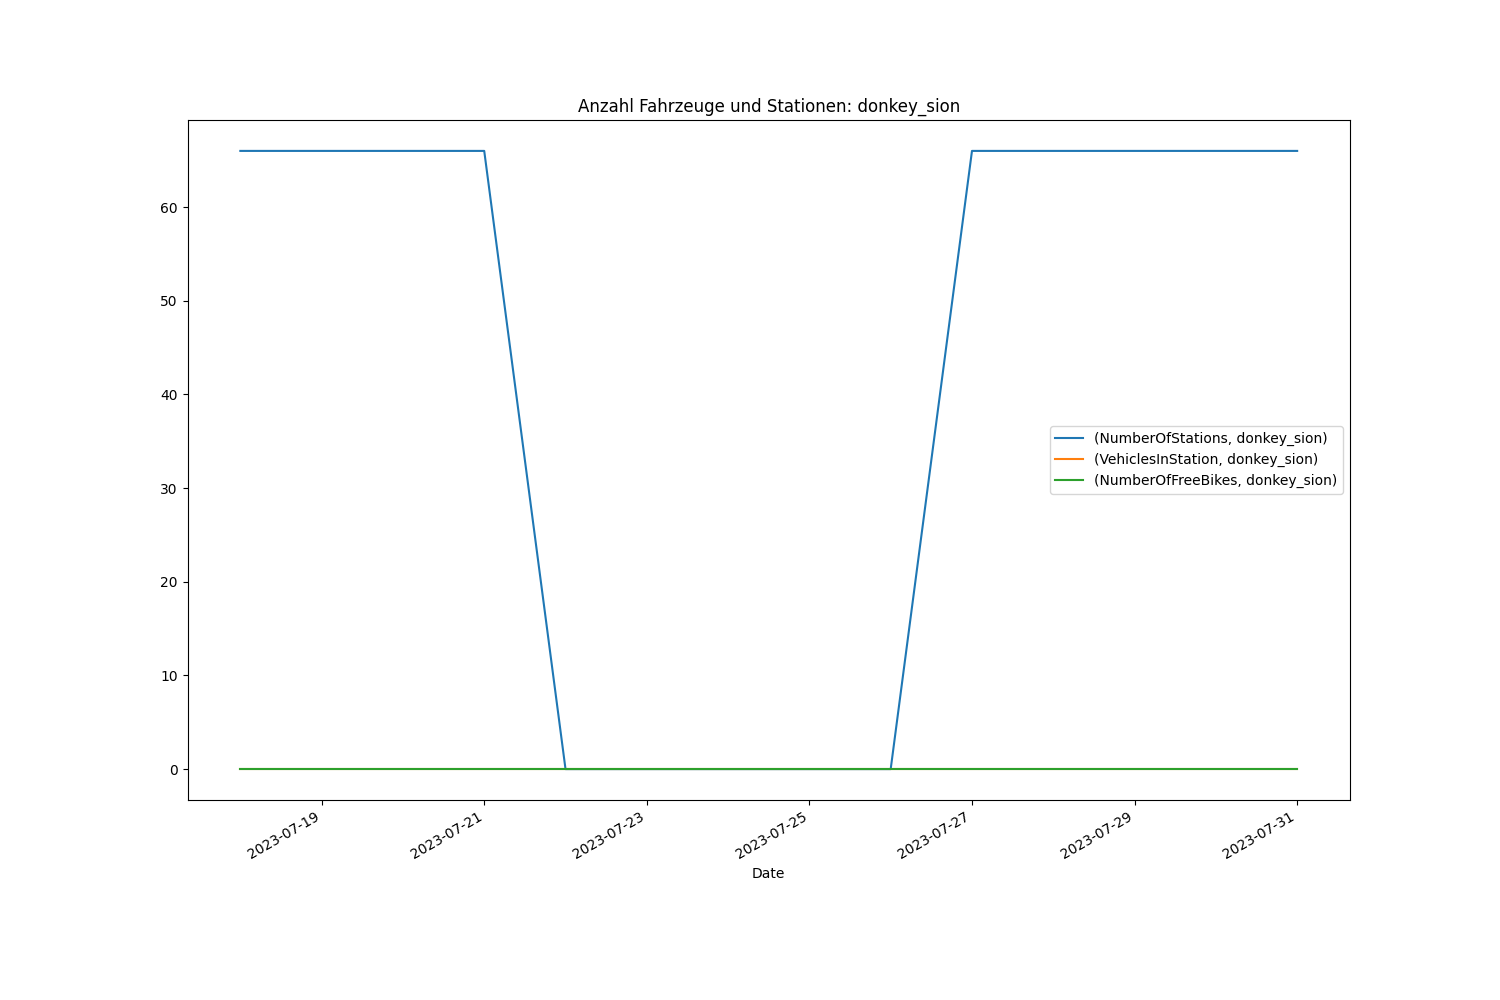 Anzahl Fahrzeuge und Stationen: donkey_sion
60
50
40
30
20
10
0
(NumberOfStations, donkey_sion)
(VehiclesInStation, donkey_sion)
(NumberOfFreeBikes, donkey_sion)
2023-07-19
2023-07-21
2023-07-23
2023-07-25
2023-07-27
2023-07-29
2023-07-31
Date